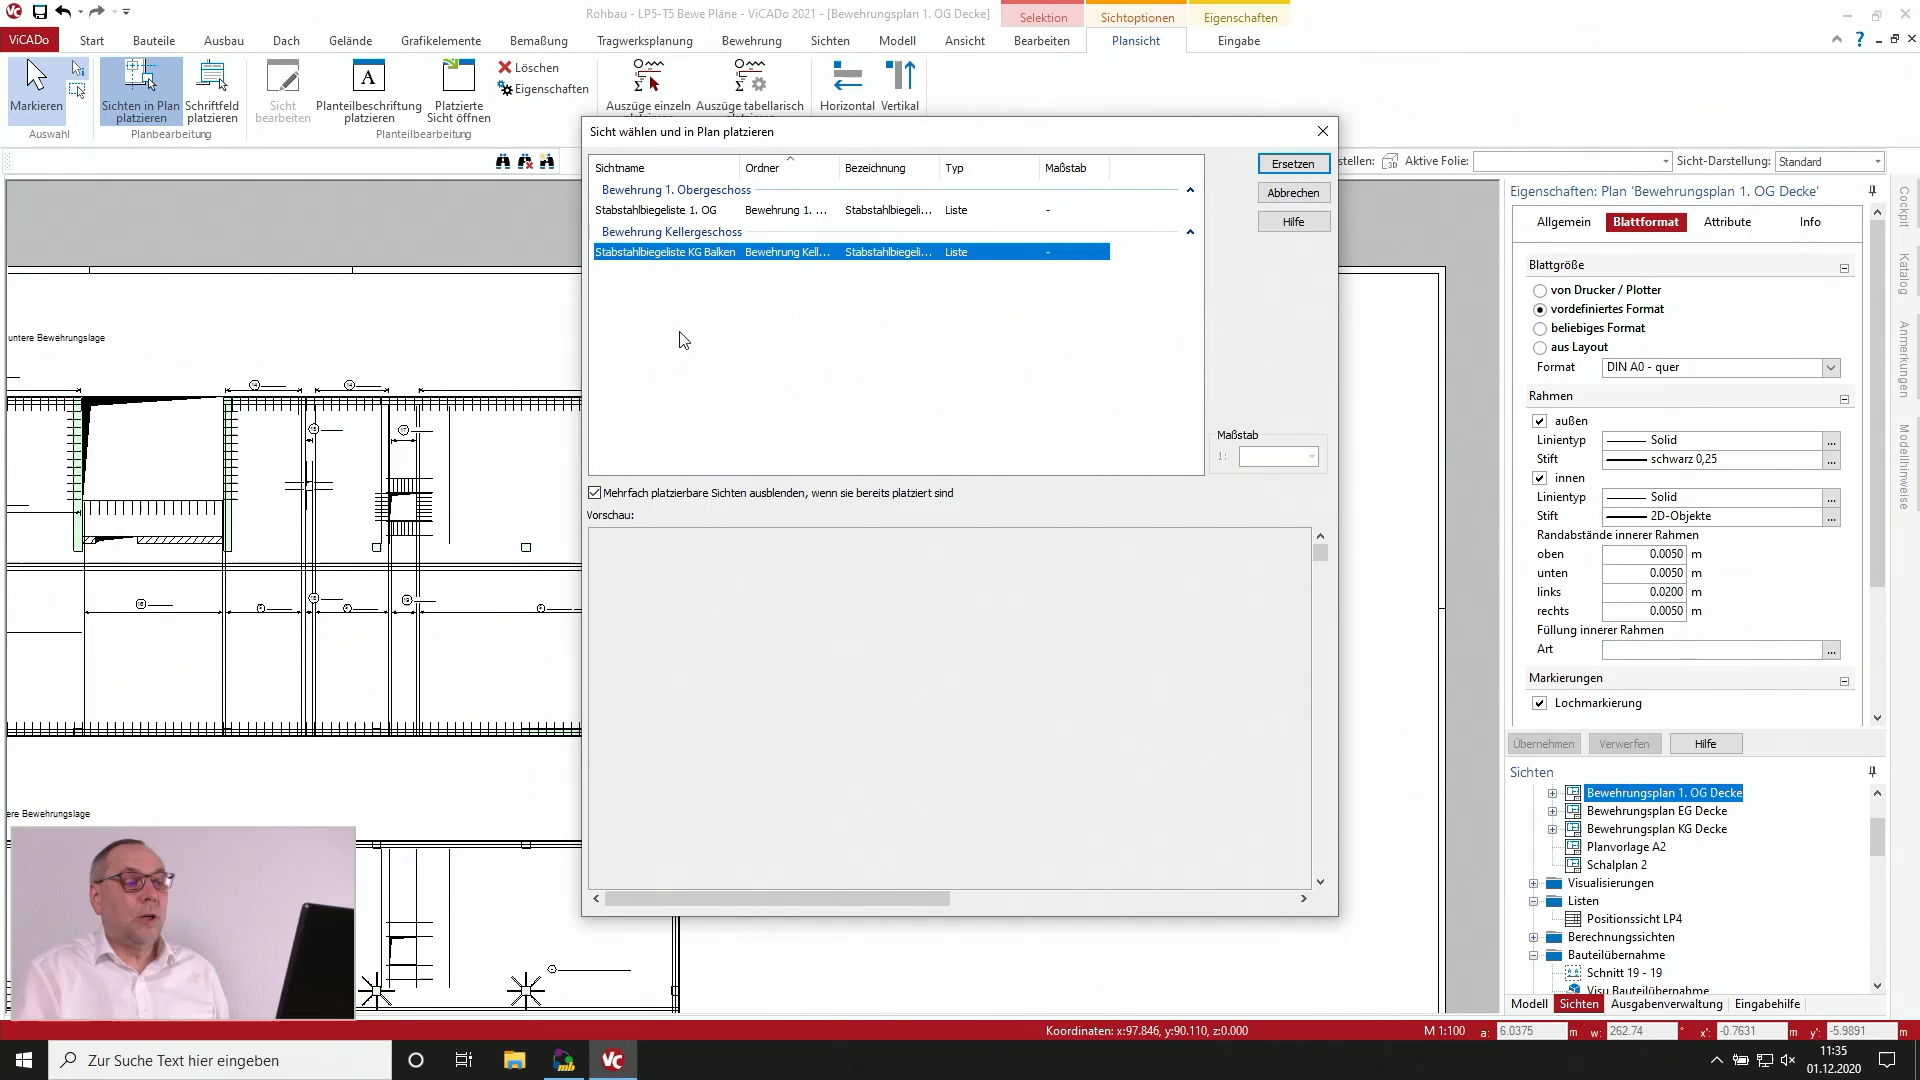 Rohbau - LP5-T5 Bewe Pläne - ViCADo 2021 - [Bewehrungsplan 1. OG Decke]
Selektion
Sichtoptionen
Eigenschaften
ViCADo
Start
Bauteile
Ausbau
Dach
Gelände
Grafikelemente
Bemaßung
Tragwerksplanung
Bewehrung
Sichten
Modell
Ansicht
Bearbeiten
Plansicht
Eingabe
Markieren
Sichten in Plan platzieren
Schriftfeld platzieren
Sicht bearbeiten
Planteilbeschriftung platzieren
Platzierte Sicht öffnen
Löschen
Eigenschaften
Auszüge einzeln
Auszüge tabellarisch
Horizontal
Vertikal
Auswahl
Planbearbeitung
Planteilbearbeitung
stellen:
Aktive Folie:
Sicht-Darstellung:
Standard
Sicht wählen und in Plan platzieren
Sichtname
Ordner
Bezeichnung
Typ
Maßstab
Bewehrung 1. Obergeschoss
Stabstahlbiegeliste 1. OG
Bewehrung 1. ...
Stabstahlbiegeli...
Liste
-
Bewehrung Kellergeschoss
Stabstahlbiegeliste KG Balken
Bewehrung Kell...
Stabstahlbiegeli...
Liste
-
Ersetzen
Abbrechen
Hilfe
Maßstab
1:
Mehrfach platzierbare Sichten ausblenden, wenn sie bereits platziert sind
Vorschau:
untere Bewehrungslage
ere Bewehrungslage
Eigenschaften: Plan 'Bewehrungsplan 1. OG Decke'
Allgemein
Blattformat
Attribute
Info
Blattgröße
von Drucker / Plotter
vordefiniertes Format
beliebiges Format
aus Layout
Format
DIN A0 - quer
Rahmen
außen
Linientyp
Solid
...
Stift
schwarz 0,25
...
innen
Linientyp
Solid
...
Stift
2D-Objekte
...
Randabstände innerer Rahmen
oben
0.0050
m
unten
0.0050
m
links
0.0200
m
rechts
0.0050
m
Füllung innerer Rahmen
Art
...
Markierungen
Lochmarkierung
Übernehmen
Verwerfen
Hilfe
Sichten
Bewehrungsplan 1. OG Decke
Bewehrungsplan EG Decke
Bewehrungsplan KG Decke
Planvorlage A2
Schalplan 2
Visualisierungen
Listen
Positionssicht LP4
Berechnungssichten
Bauteilübernahme
Schnitt 19 - 19
Visu Bauteilübernahme
Modell
Sichten
Ausgabenverwaltung
Eingabehilfe
Cockpit
Katalog
Anmerkungen
Modellhinweise
Koordinaten: x:97.846, y:90.110, z:0.000
M 1:100
a:
6.0375
m
w:
262.74
°
x':
-0.7631
m
y':
-5.9891
m
Zur Suche Text hier eingeben
mb
VC
11:35
01.12.2020